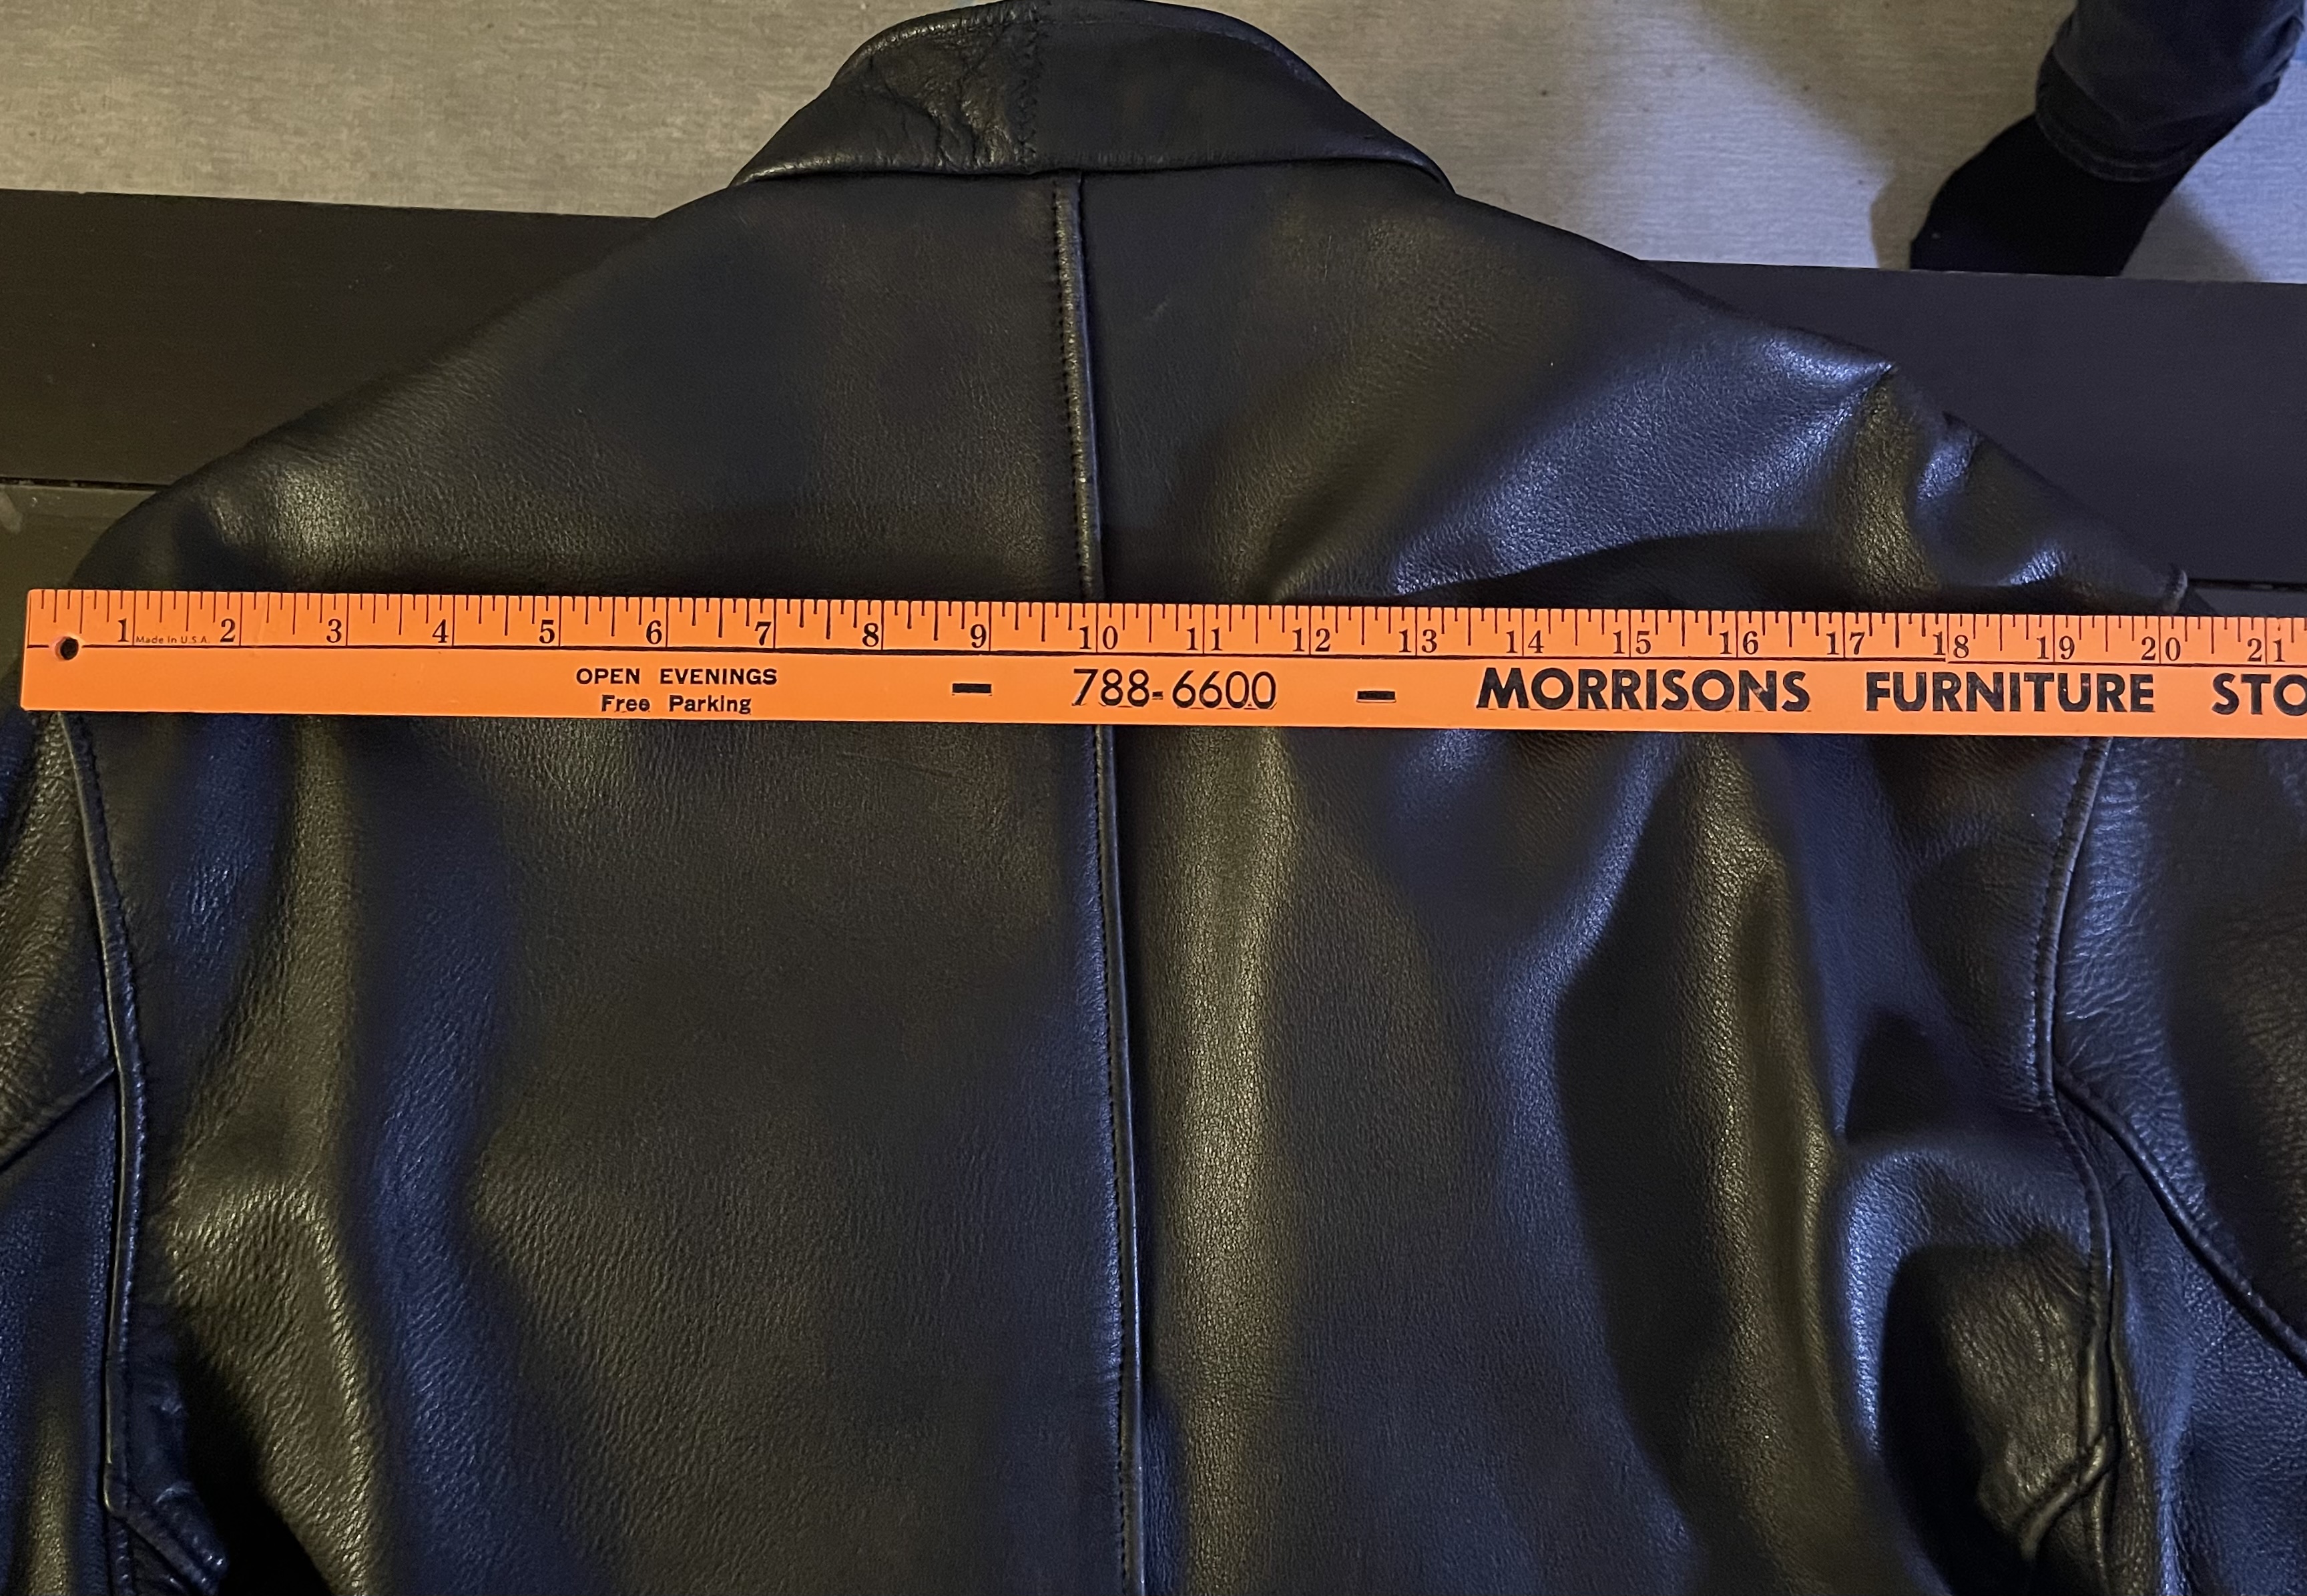 1 2 3 4 5 6 7 8 9 10 11 12 13 14 15 16 17 18 19 20 21
Made in U.S.A.
OPEN EVENINGS
Free Parking
- 788-6600 - MORRISONS FURNITURE STO